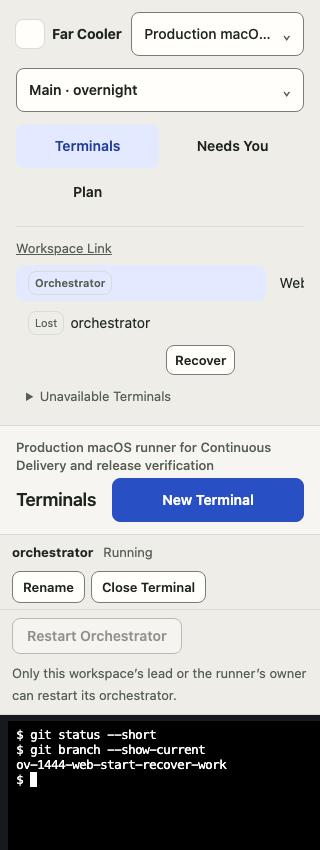 Far Cooler
Production macO...
Main · overnight
Terminals
Needs You
Plan
Workspace Link
Orchestrator
Lost orchestrator
Recover
Unavailable Terminals
Production macOS runner for Continuous
Delivery and release verification
Terminals
New Terminal
orchestrator Running
Rename
Close Terminal
Restart Orchestrator
Only this workspace’s lead or the runner’s owner
can restart its orchestrator.
$ git status --short
$ git branch --show-current
ov-1444-web-start-recover-work
$